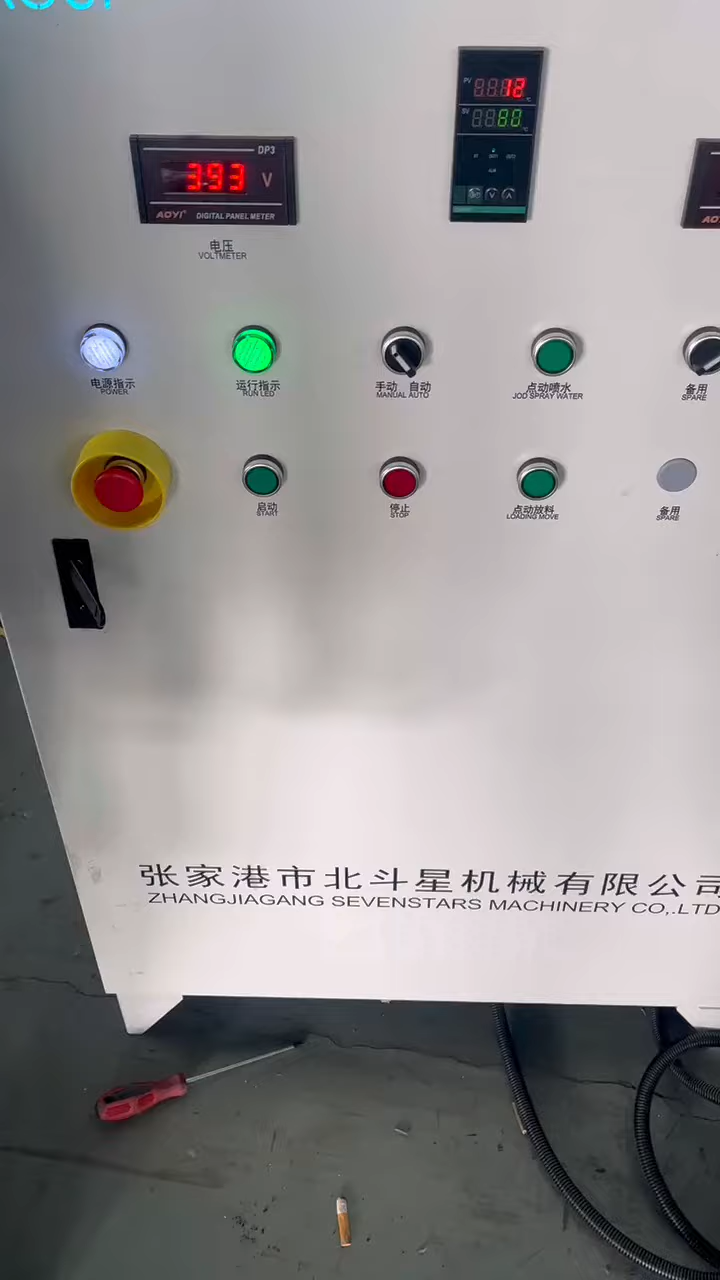 PV 12 ℃
SV 80 ℃
DP3
393 V
AOYI® DIGITAL PANEL METER
电压
VOLTMETER
电源指示
POWER
运行指示
RUN LED
手动 自动
MANUAL AUTO
点动喷水
JOD SPRAY WATER
备用
SPARE
启动
START
停止
STOP
点动放料
LOADING MOVE
备用
SPARE
张家港市北斗星机械有限公司
ZHANGJIAGANG SEVENSTARS MACHINERY CO,.LTD